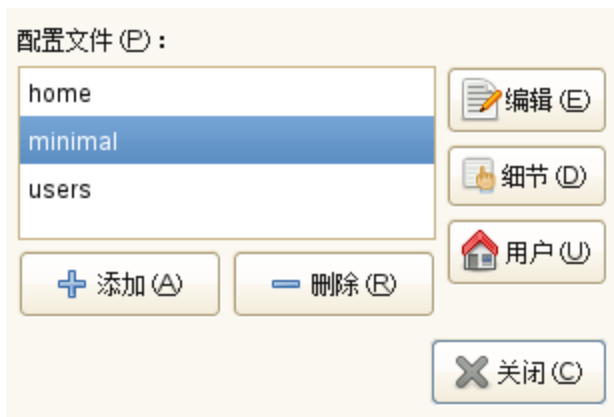 配置文件(P)：
home
minimal
users
编辑(E)
细节(D)
用户(U)
添加(A)
删除(R)
关闭(C)